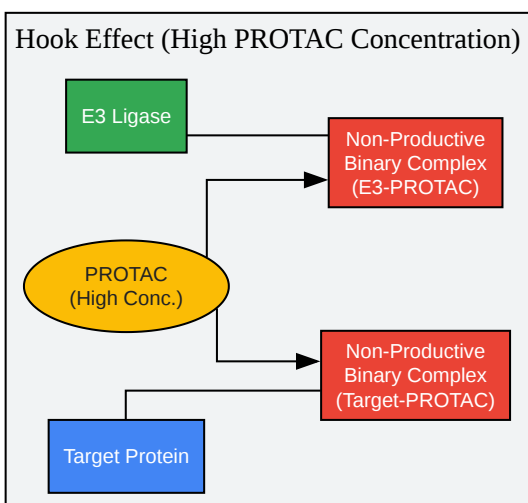 Hook Effect (High PROTAC Concentration)
E3 Ligase
Non-Productive
Binary Complex
(E3-PROTAC)
PROTAC
(High Conc.)
Non-Productive
Binary Complex
(Target-PROTAC)
Target Protein